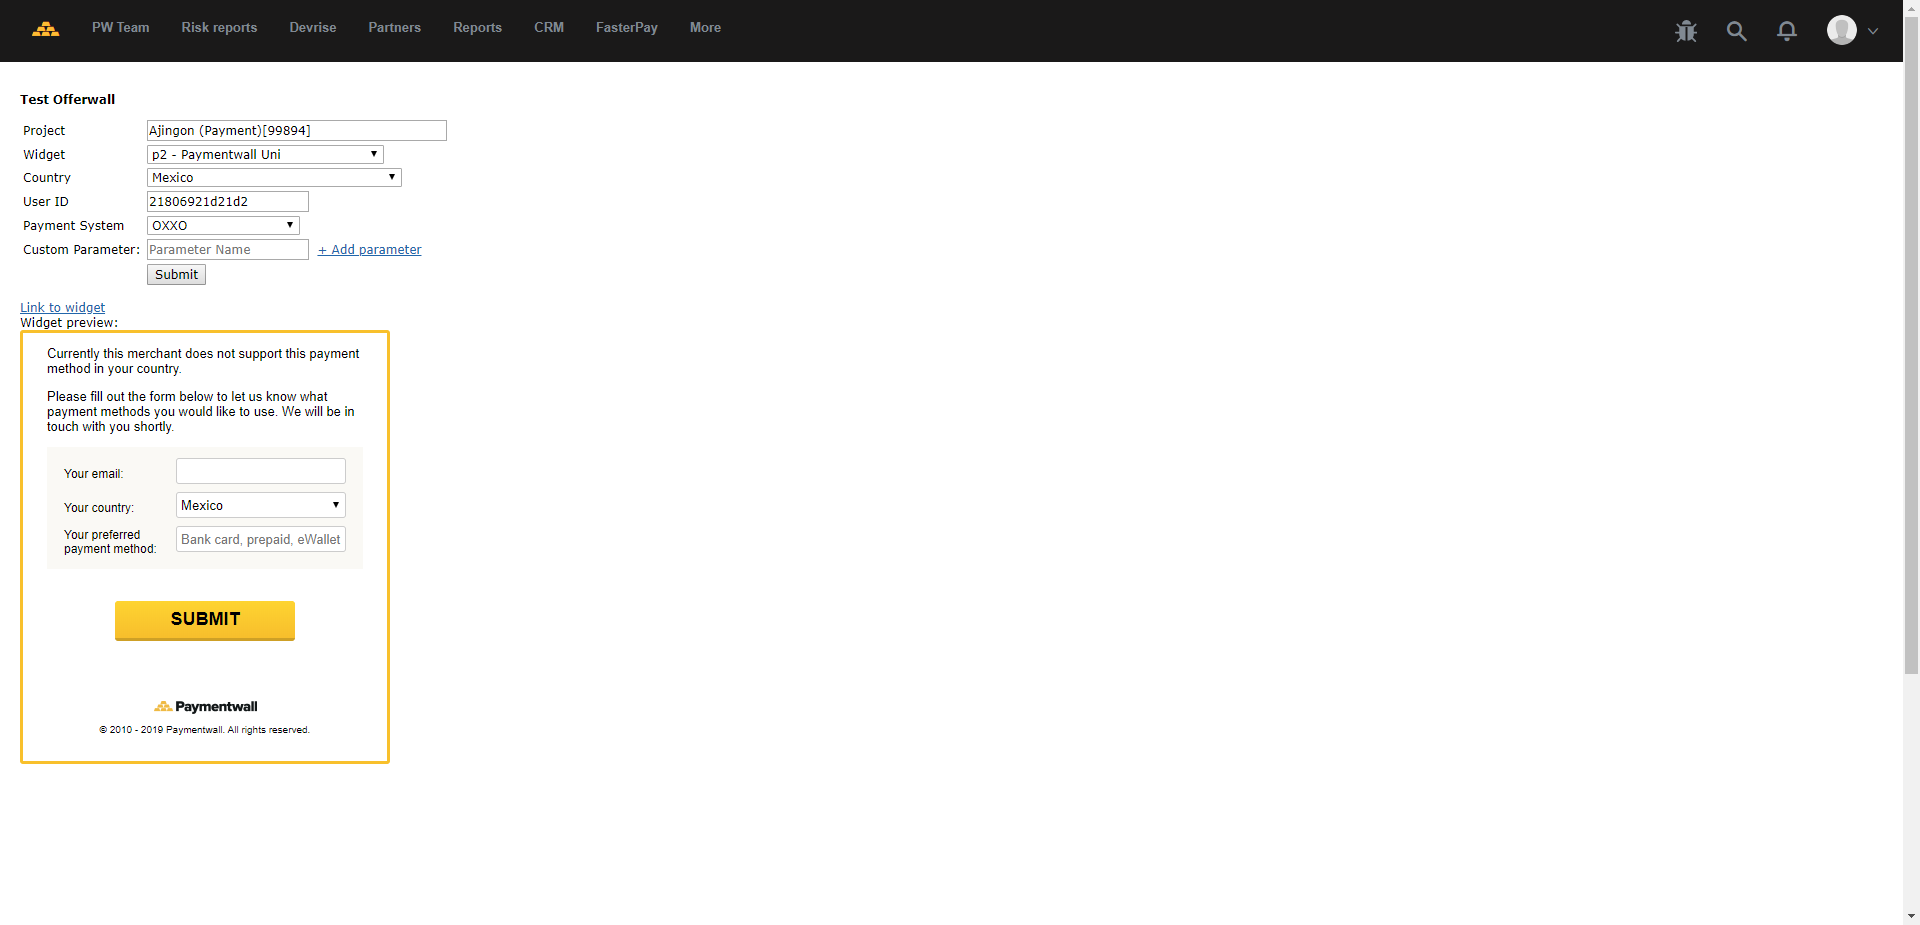 PW Team Risk reports Devrise Partners Reports CRM FasterPay More
Test Offerwall
Project Ajingon (Payment)[99894]
Widget p2 - Paymentwall Uni
Country Mexico
User ID 21806921d21d2
Payment System OXXO
Custom Parameter: Parameter Name + Add parameter
Submit
Link to widget
Widget preview:
Currently this merchant does not support this payment
method in your country.
Please fill out the form below to let us know what
payment methods you would like to use. We will be in
touch with you shortly.
Your email:
Your country: Mexico
Your preferred
payment method: Bank card, prepaid, eWallet
SUBMIT
Paymentwall
© 2010 - 2019 Paymentwall. All rights reserved.